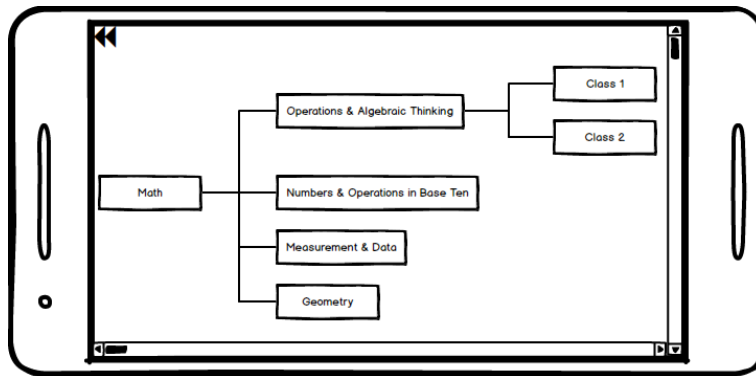 Math
Operations & Algebraic Thinking
Class 1
Class 2
Numbers & Operations in Base Ten
Measurement & Data
Geometry